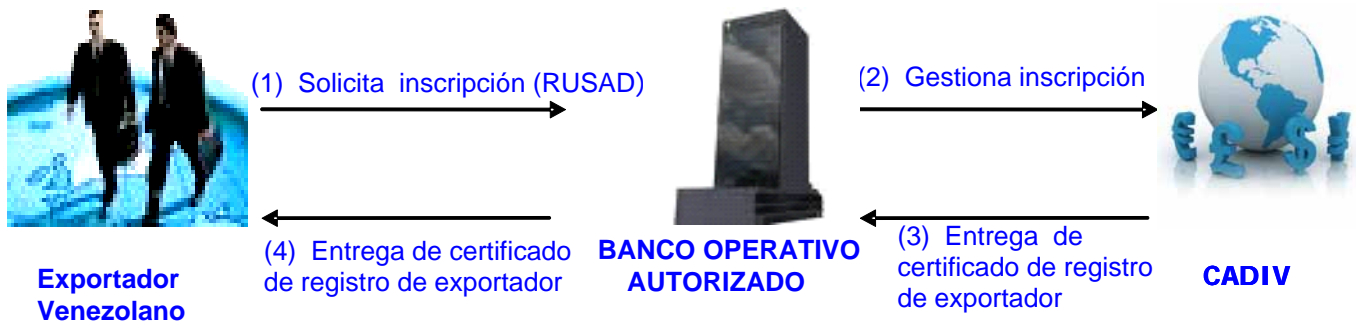 (1) Solicita inscripción (RUSAD)
(2) Gestiona inscripción
(4) Entrega de certificado
de registro de exportador
BANCO OPERATIVO
AUTORIZADO
(3) Entrega de
certificado de registro
de exportador
Exportador
Venezolano
CADIV